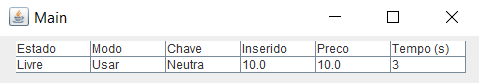 Main
Estado Modo Chave Inserido Preco Tempo (s)
Livre Usar Neutra 10.0 10.0 3